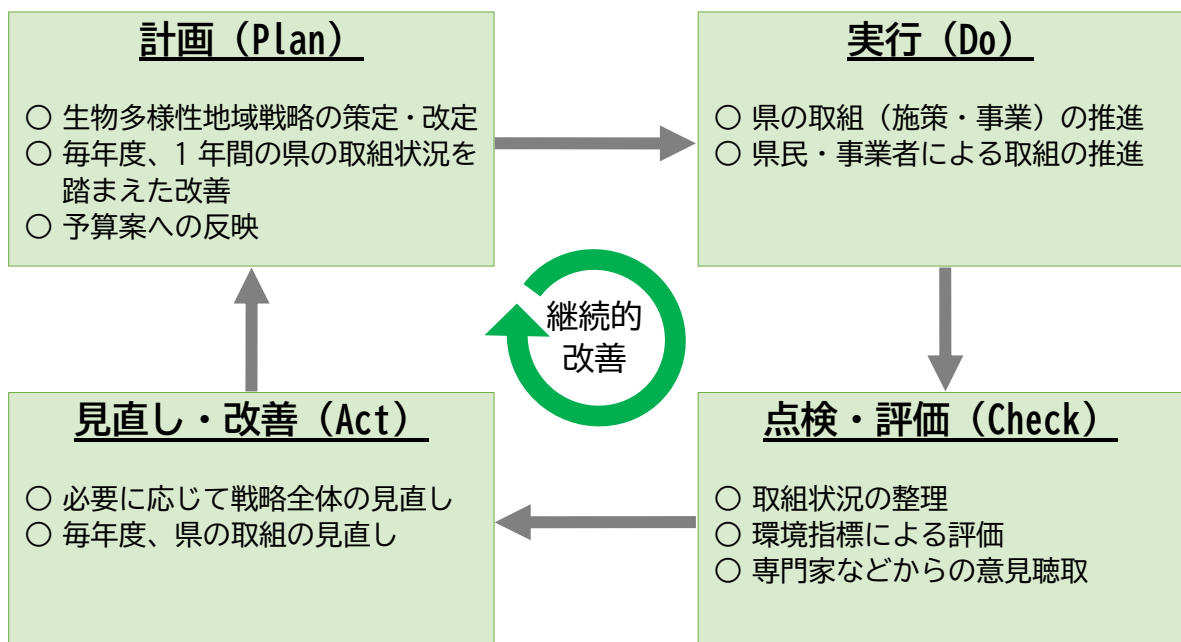 計画（Plan）
○ 生物多様性地域戦略の策定・改定
○ 毎年度、1 年間の県の取組状況を
踏まえた改善
○ 予算案への反映
実行（Do）
○ 県の取組（施策・事業）の推進
○ 県民・事業者による取組の推進
継続的
改善
見直し・改善（Act）
○ 必要に応じて戦略全体の見直し
○ 毎年度、県の取組の見直し
点検・評価（Check）
○ 取組状況の整理
○ 環境指標による評価
○ 専門家などからの意見聴取